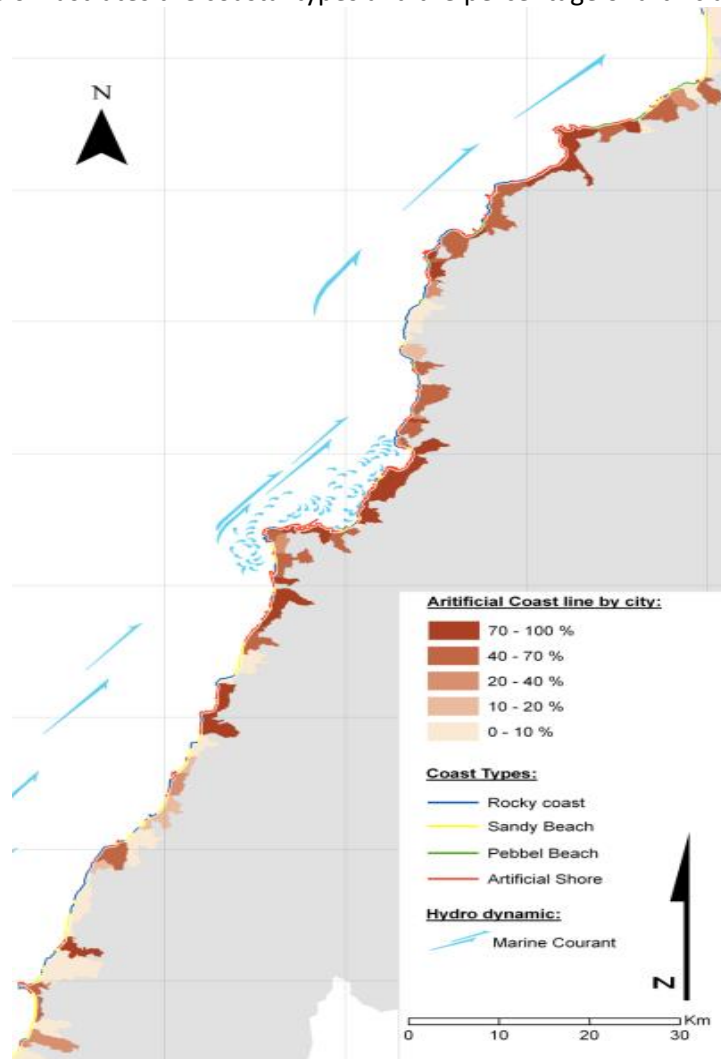 N
Aritificial Coast line by city:
70 - 100 %
40 - 70 %
20 - 40 %
10 - 20 %
0 - 10 %
Coast Types:
Rocky coast
Sandy Beach
Pebbel Beach
Artificial Shore
Hydro dynamic:
Marine Courant
N
0 10 20 30 Km